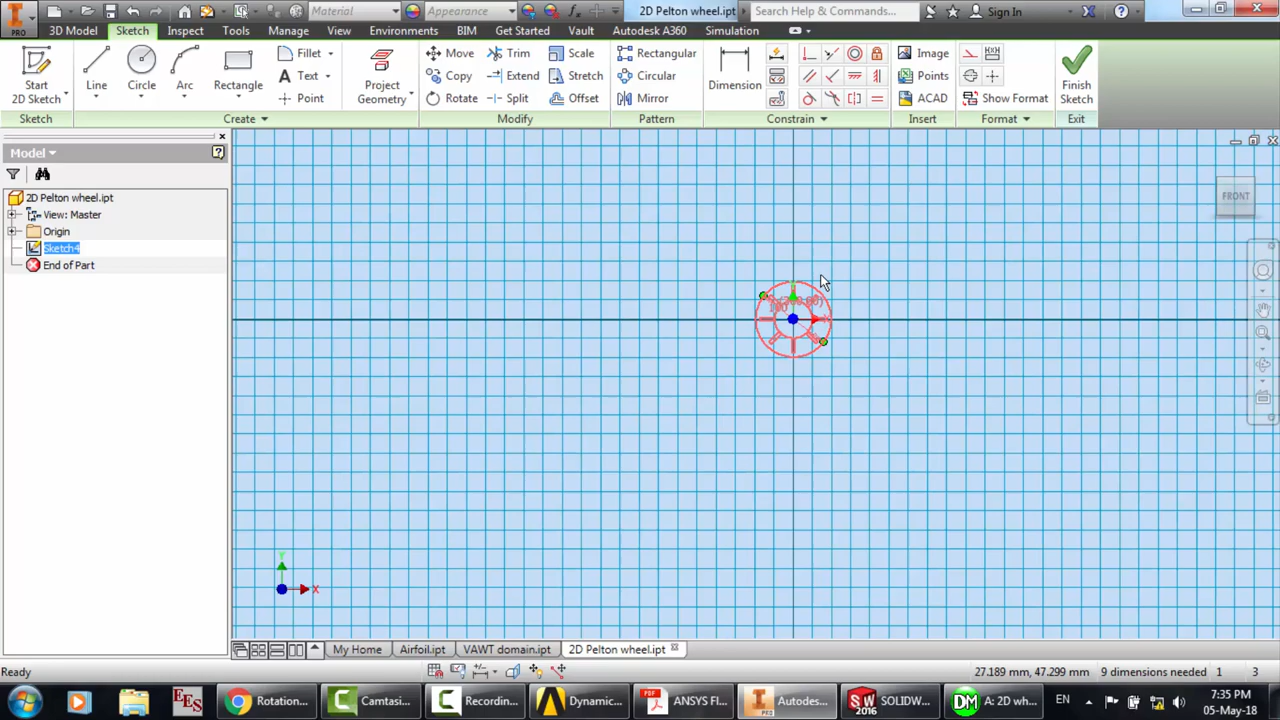 Material
Appearance
2D Pelton wheel.ipt
Search Help & Commands...
Sign In
PRO
3D Model
Sketch
Inspect
Tools
Manage
View
Environments
BIM
Get Started
Vault
Autodesk A360
Simulation
Start
2D Sketch
Line
Circle
Arc
Rectangle
Fillet
Text
Point
Project
Geometry
Move
Copy
Rotate
Trim
Extend
Split
Scale
Stretch
Offset
Rectangular
Circular
Mirror
Dimension
Image
Points
ACAD
Show Format
Finish
Sketch
Sketch
Create
Modify
Pattern
Constrain
Insert
Format
Exit
Model
2D Pelton wheel.ipt
View: Master
Origin
Sketch4
End of Part
FRONT
Y
X
My Home
Airfoil.ipt
VAWT domain.ipt
2D Pelton wheel.ipt
Ready
27.189 mm, 47.299 mm
9 dimensions needed
1
3
EES
Rotation...
Camtasi...
Recordin...
Dynamic...
ANSYS Fl...
Autodes...
SOLIDW...
2016
DM
A: 2D wh...
EN
7:35 PM
05-May-18